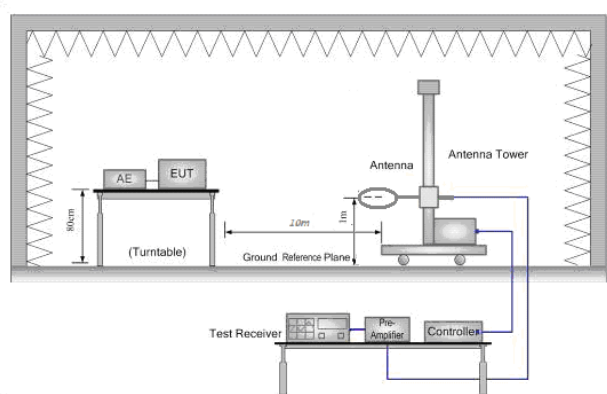 Antenna Tower
Antenna
EUT
AE
80cm
10m
1m
(Turntable)
Ground Reference Plane
Test Receiver
Pre-
Amplifier
Controller